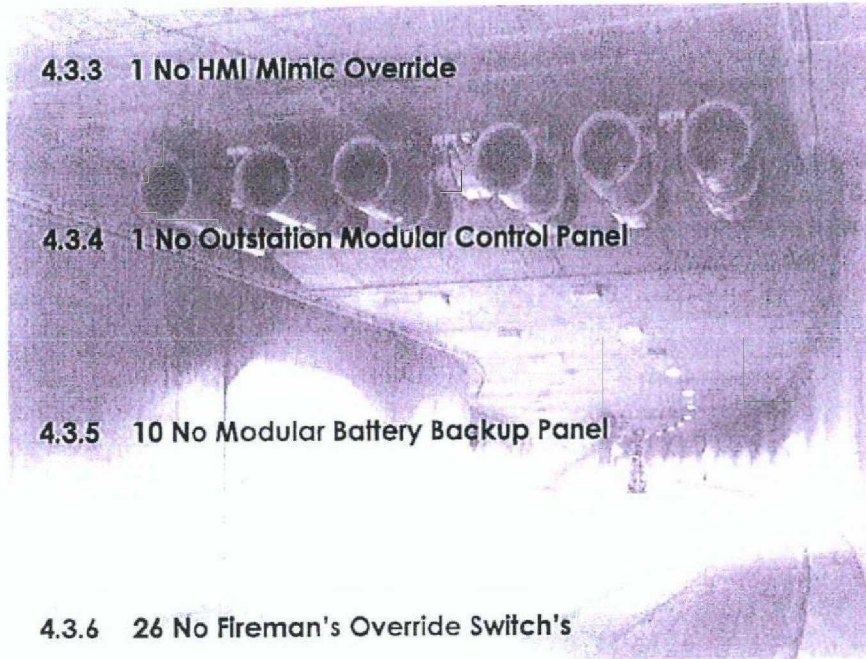 4.3.3 1 No HMI Mimic Override
4.3.4 1 No Outstation Modular Control Panel
4.3.5 10 No Modular Battery Backup Panel
4.3.6 26 No Fireman's Override Switch's